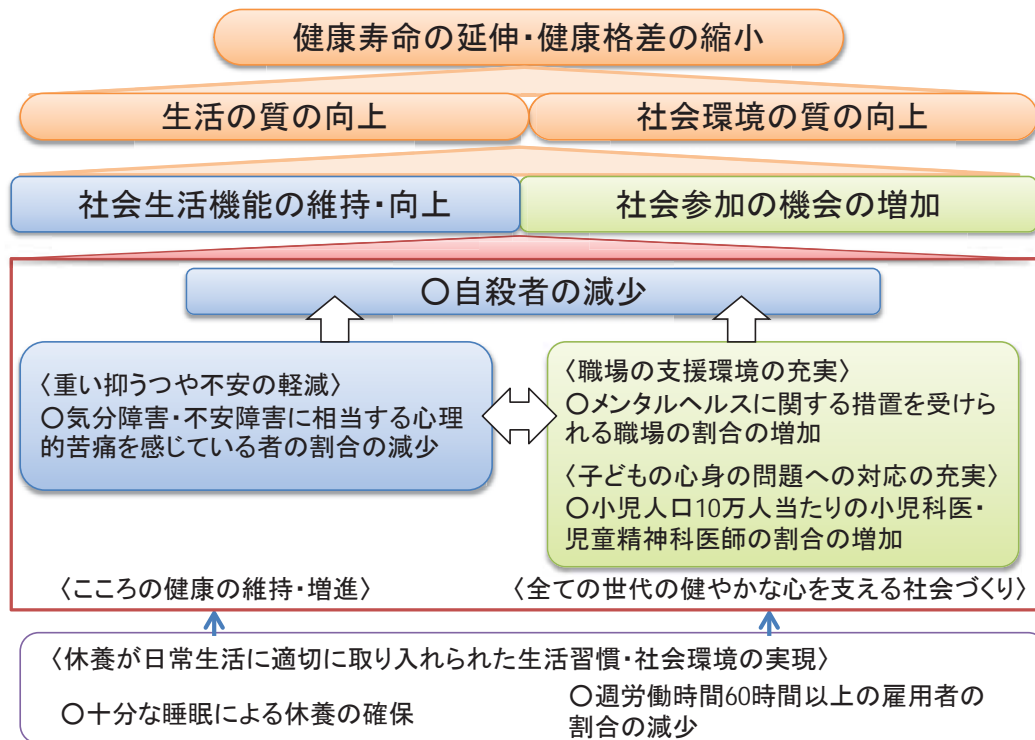 健康寿命の延伸・健康格差の縮小
生活の質の向上
社会環境の質の向上
社会生活機能の維持・向上
社会参加の機会の増加
○自殺者の減少
〈重い抑うつや不安の軽減〉
○気分障害・不安障害に相当する心理
的苦痛を感じている者の割合の減少
〈職場の支援環境の充実〉
○メンタルヘルスに関する措置を受けら
れる職場の割合の増加
〈子どもの心身の問題への対応の充実〉
○小児人口10万人当たりの小児科医・
児童精神科医師の割合の増加
〈こころの健康の維持・増進〉
〈全ての世代の健やかな心を支える社会づくり〉
〈休養が日常生活に適切に取り入れられた生活習慣・社会環境の実現〉
○十分な睡眠による休養の確保
○週労働時間60時間以上の雇用者の
割合の減少